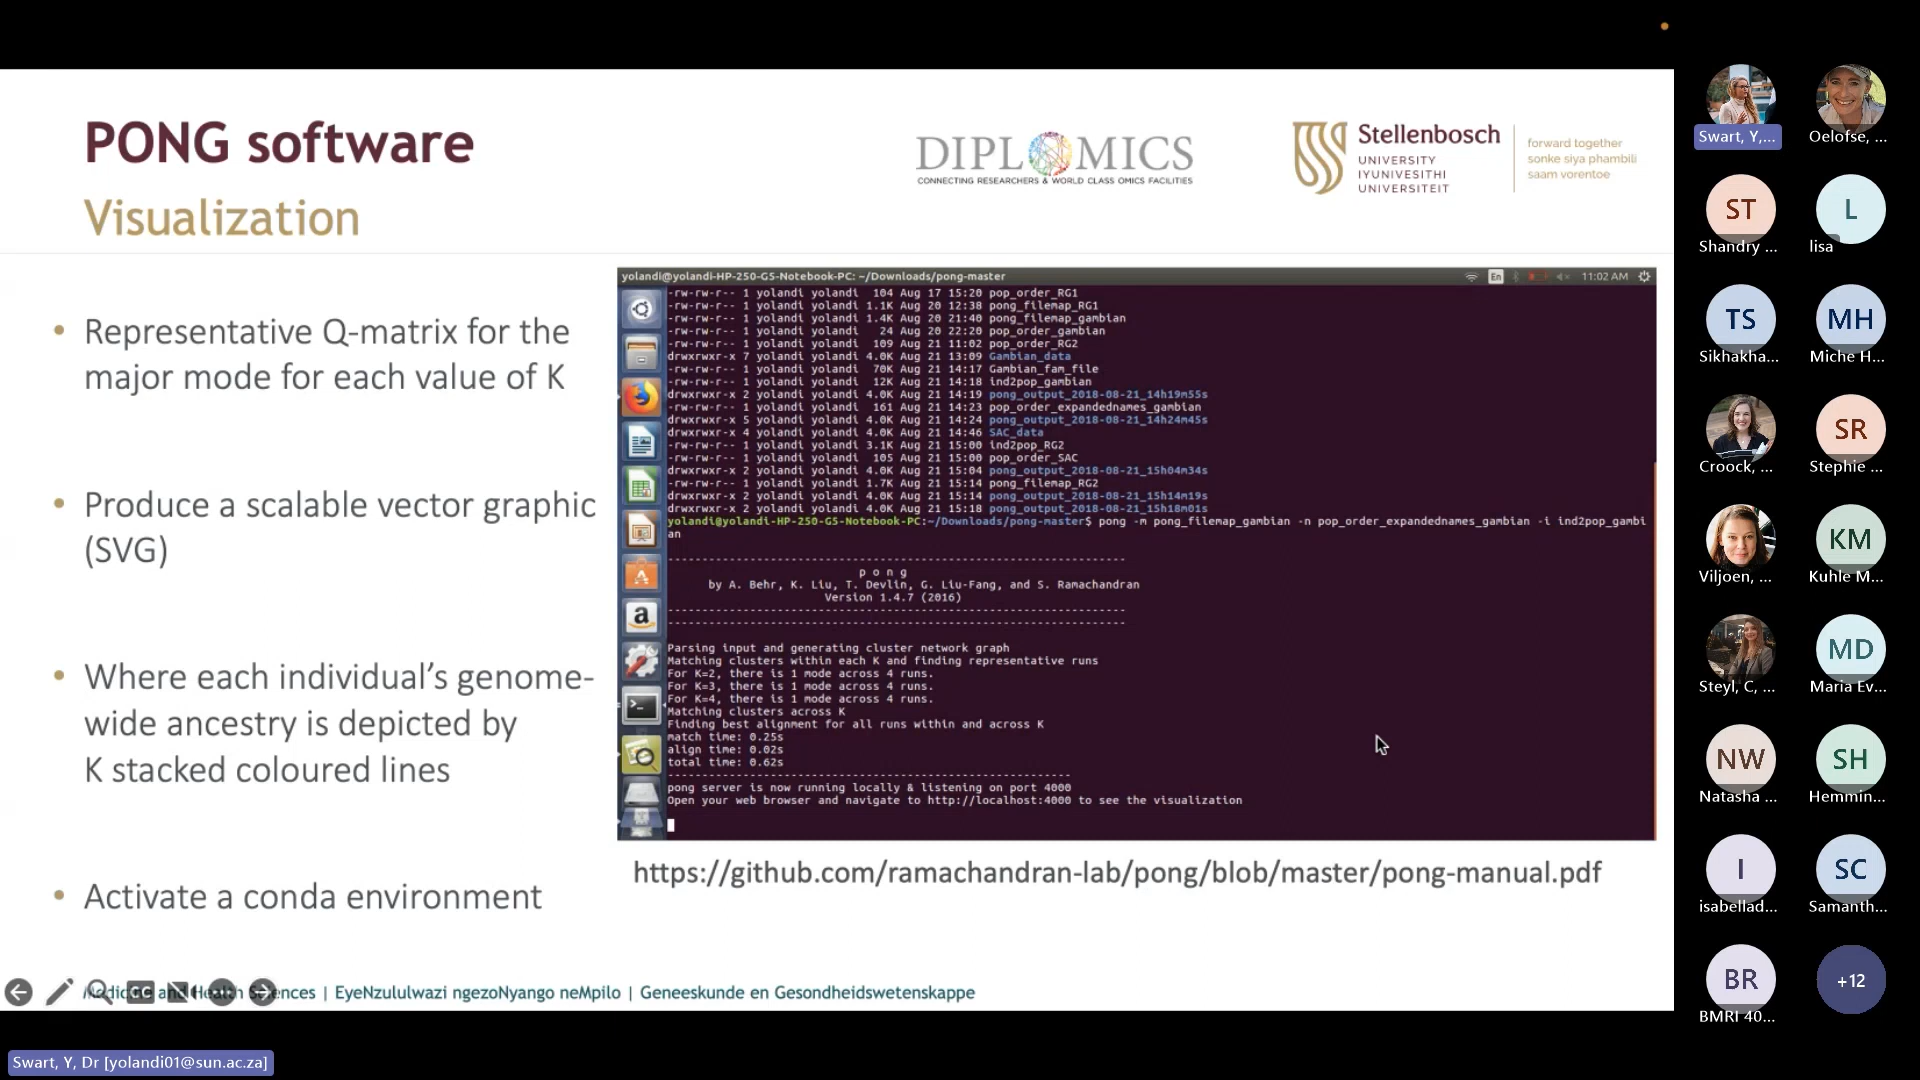 PONG software
Visualization
DIPLOMICS
CONNECTING RESEARCHERS & WORLD CLASS OMICS FACILITIES
Stellenbosch
UNIVERSITY
IYUNIVESITHI
UNIVERSITEIT
forward together
sonke siya phambili
saam vorentoe
• Representative Q-matrix for the
major mode for each value of K
• Produce a scalable vector graphic
(SVG)
• Where each individual’s genome-
wide ancestry is depicted by
K stacked coloured lines
• Activate a conda environment
yolandi@yolandi-HP-250-G5-Notebook-PC: ~/Downloads/pong-master
En
11:02 AM
-rw-rw-r-- 1 yolandi yolandi 104 Aug 17 15:20 pop_order_RG1
-rw-rw-r-- 1 yolandi yolandi 1.1K Aug 20 12:38 pong_filemap_RG1
-rw-rw-r-- 1 yolandi yolandi 1.4K Aug 20 21:40 pong_filemap_gambian
-rw-rw-r-- 1 yolandi yolandi 24 Aug 20 22:20 pop_order_gambian
-rw-rw-r-- 1 yolandi yolandi 109 Aug 21 11:02 pop_order_RG2
drwxrwxr-x 7 yolandi yolandi 4.0K Aug 21 13:09 Gambian_data
-rw-rw-r-- 1 yolandi yolandi 70K Aug 21 14:17 Gambian_fam_file
-rw-rw-r-- 1 yolandi yolandi 12K Aug 21 14:18 ind2pop_gambian
drwxrwxr-x 2 yolandi yolandi 4.0K Aug 21 14:19 pong_output_2018-08-21_14h19m55s
-rw-rw-r-- 1 yolandi yolandi 161 Aug 21 14:23 pop_order_expandednames_gambian
drwxrwxr-x 5 yolandi yolandi 4.0K Aug 21 14:24 pong_output_2018-08-21_14h24m45s
drwxrwxr-x 4 yolandi yolandi 4.0K Aug 21 14:46 SAC_data
-rw-rw-r-- 1 yolandi yolandi 3.1K Aug 21 15:00 ind2pop_RG2
-rw-rw-r-- 1 yolandi yolandi 105 Aug 21 15:00 pop_order_SAC
drwxrwxr-x 2 yolandi yolandi 4.0K Aug 21 15:04 pong_output_2018-08-21_15h04m34s
-rw-rw-r-- 1 yolandi yolandi 1.7K Aug 21 15:14 pong_filemap_RG2
drwxrwxr-x 2 yolandi yolandi 4.0K Aug 21 15:14 pong_output_2018-08-21_15h14m19s
drwxrwxr-x 2 yolandi yolandi 4.0K Aug 21 15:18 pong_output_2018-08-21_15h18m01s
yolandi@yolandi-HP-250-G5-Notebook-PC:~/Downloads/pong-master$ pong -m pong_filemap_gambian -n pop_order_expandednames_gambian -i ind2pop_gambi
an
p o n g
by A. Behr, K. Liu, T. Devlin, G. Liu-Fang, and S. Ramachandran
Version 1.4.7 (2016)
Parsing input and generating cluster network graph
Matching clusters within each K and finding representative runs
For K=2, there is 1 mode across 4 runs.
For K=3, there is 1 mode across 4 runs.
For K=4, there is 1 mode across 4 runs.
Matching clusters across K
Finding best alignment for all runs within and across K
match time: 0.25s
align time: 0.02s
total time: 0.62s
pong server is now running locally & listening on port 4000
Open your web browser and navigate to http://localhost:4000 to see the visualization
https://github.com/ramachandran-lab/pong/blob/master/pong-manual.pdf
Medicine and Health Sciences | EyeNzululwazi ngezoNyango neMpilo | Geneeskunde en Gesondheidswetenskappe
Swart, Y, Dr [yolandi01@sun.ac.za]
Swart, Y,...
Oelofse, ...
ST
L
Shandry ...
lisa
TS
MH
Sikhakha...
Miche H...
SR
Croock, ...
Stephie ...
KM
Viljoen, ...
Kuhle M...
MD
Steyl, C, ...
Maria Ev...
NW
SH
Natasha ...
Hemmin...
I
SC
isabellad...
Samanth...
BR
+12
BMRI 40...